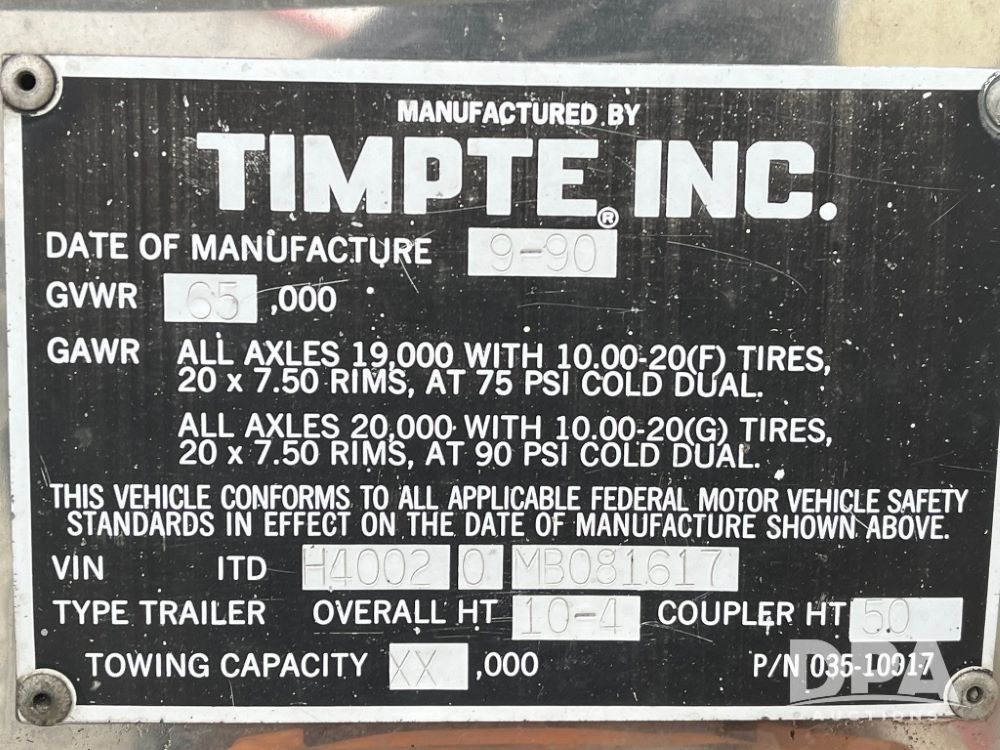 MANUFACTURED BY
TIMPTE INC.®
DATE OF MANUFACTURE 9-90
GVWR 65 ,000
GAWR ALL AXLES 19,000 WITH 10.00-20(F) TIRES,
20 x 7.50 RIMS, AT 75 PSI COLD DUAL.
ALL AXLES 20,000 WITH 10.00-20(G) TIRES,
20 x 7.50 RIMS, AT 90 PSI COLD DUAL.
THIS VEHICLE CONFORMS TO ALL APPLICABLE FEDERAL MOTOR VEHICLE SAFETY
STANDARDS IN EFFECT ON THE DATE OF MANUFACTURE SHOWN ABOVE.
VIN ITD H4002 0 MB081617
TYPE TRAILER OVERALL HT 10-4 COUPLER HT 50
TOWING CAPACITY XX ,000 P/N 035-10917
DPA
AUCTIONS